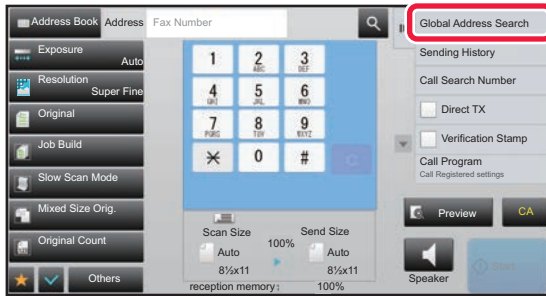 Address Book
Address
Fax Number
Global Address Search
Exposure
Auto
Sending History
Resolution
Super Fine
Call Search Number
Original
Direct TX
Job Build
Verification Stamp
Slow Scan Mode
Call Program
Call Registered settings
Mixed Size Orig.
Preview
CA
Original Count
Others
1
2
ABC
3
DEF
4
GHI
5
JKL
6
MNO
7
PQRS
8
TUV
9
WXYZ
0
#
C
Scan Size
100%
Send Size
Auto
Auto
8½x11
8½x11
reception memory:
100%
Speaker
Start